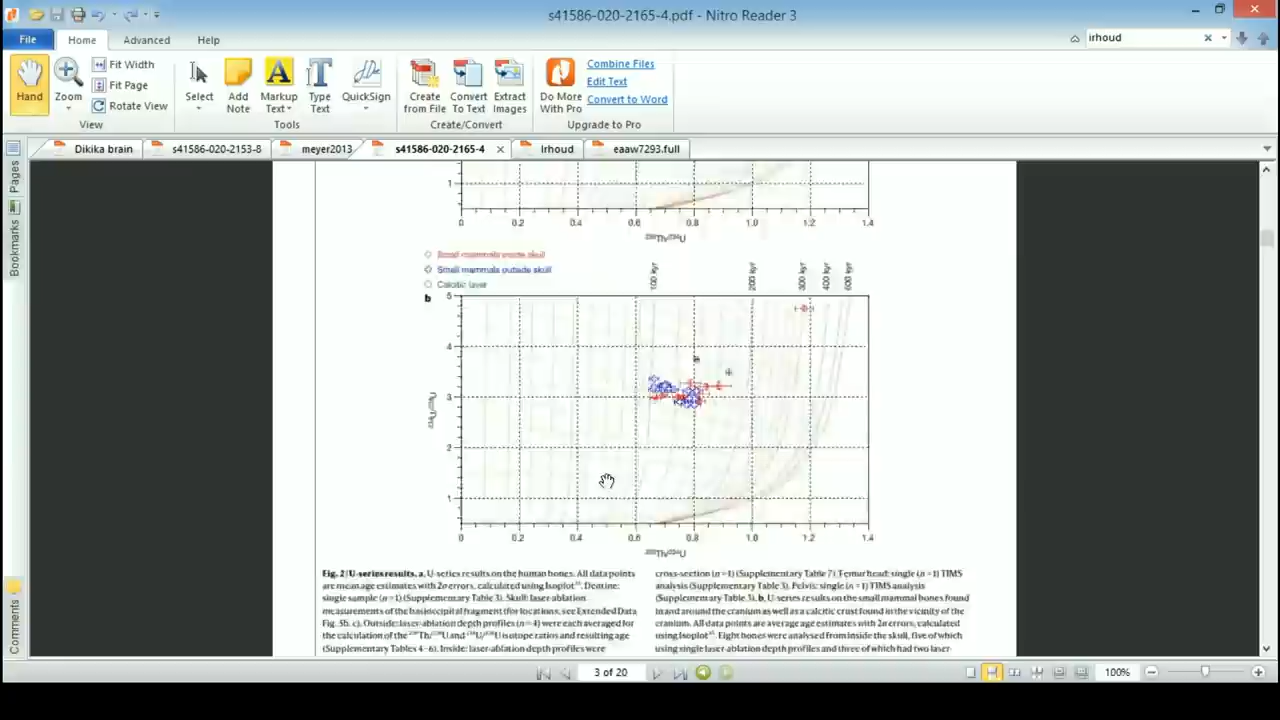 s41586-020-2165-4.pdf - Nitro Reader 3
File Home Advanced Help irhoud
Hand
Zoom
Fit Width
Fit Page
Rotate View
View
Select
Add Note
Markup Text
Type Text
QuickSign
Tools
Create from File
Convert To Text
Extract Images
Create/Convert
Do More With Pro
Combine Files
Edit Text
Convert to Word
Upgrade to Pro
Dikika brain s41586-020-2153-8 meyer2013 s41586-020-2165-4 Irhoud eaaw7293.full
Pages
Bookmarks
Comments
1
0 0.2 0.4 0.6 0.8 1.0 1.2 1.4
Small mammals inside skull
Small mammals outside skull
Calcitic layer
100 kyr 200 kyr 300 kyr 400 kyr 600 kyr
b
5
4
3
2
1
0 0.2 0.4 0.6 0.8 1.0 1.2 1.4
Fig. 2 | U-series results. a, U-series results on the human bones. All data points
are mean age estimates with 2σ errors, calculated using Isoplot. Dentine:
single sample (n = 1) (Supplementary Table 3). Skull: laser-ablation
measurements of the basioccipital fragment (for locations, see Extended Data
Fig. 5b, c). Outside: laser-ablation depth profiles (n = 4) were each averaged for
the calculation of the and isotope ratios and resulting age
(Supplementary Tables 4–6). Inside: laser-ablation depth profiles were
cross-section (n = 1) (Supplementary Table 7). Femur head: single (n = 1) TIMS
analysis (Supplementary Table 3). Pelvis: single (n = 1) TIMS analysis
(Supplementary Table 3). b, U-series results on the small mammal bones found
in and around the cranium as well as a calcitic crust found in the vicinity of the
cranium. All data points are average age estimates with 2σ errors, calculated
using Isoplot. Eight bones were analysed from inside the skull, five of which
using single laser-ablation depth profiles and three of which had two laser-
3 of 20
100%